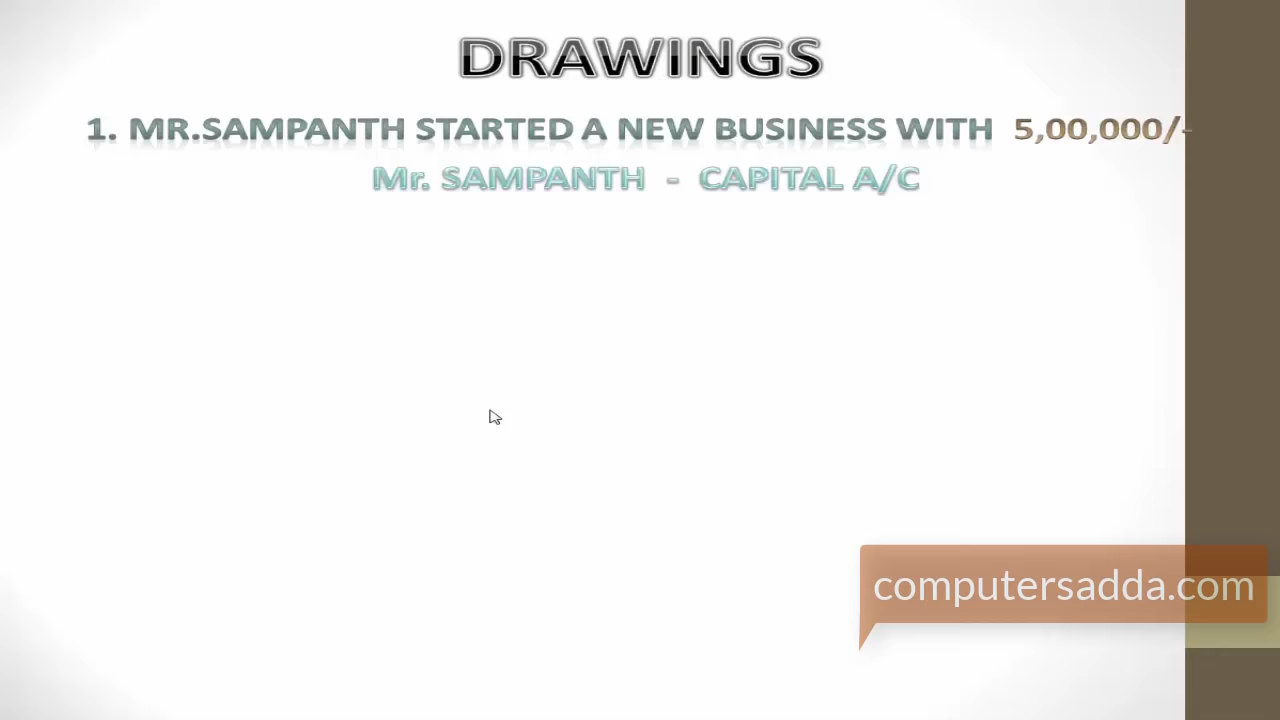 DRAWINGS
1. MR.SAMPANTH STARTED A NEW BUSINESS WITH 5,00,000/-
Mr. SAMPANTH - CAPITAL A/C
computersadda.com